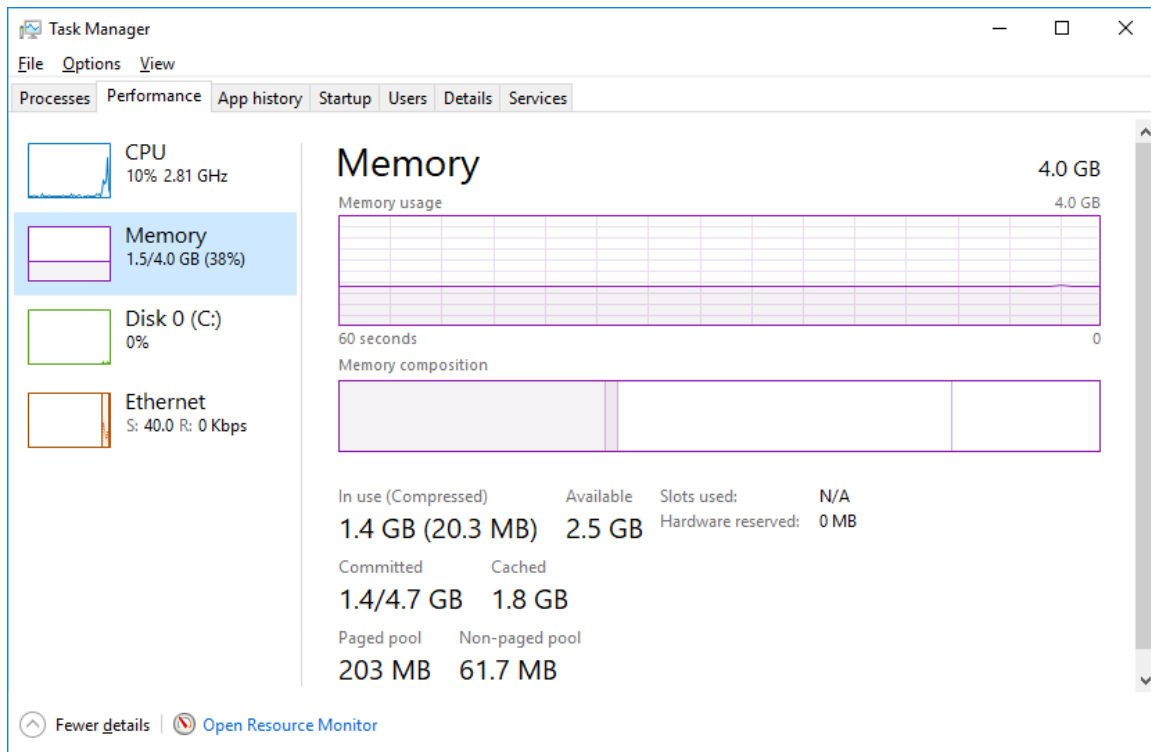 Task Manager
File Options View
Processes Performance App history Startup Users Details Services
CPU
10% 2.81 GHz
Memory
1.5/4.0 GB (38%)
Disk 0 (C:)
0%
Ethernet
S: 40.0 R: 0 Kbps
Memory 4.0 GB
Memory usage 4.0 GB
60 seconds 0
Memory composition
In use (Compressed) Available Slots used: N/A
1.4 GB (20.3 MB) 2.5 GB Hardware reserved: 0 MB
Committed Cached
1.4/4.7 GB 1.8 GB
Paged pool Non-paged pool
203 MB 61.7 MB
Fewer details Open Resource Monitor